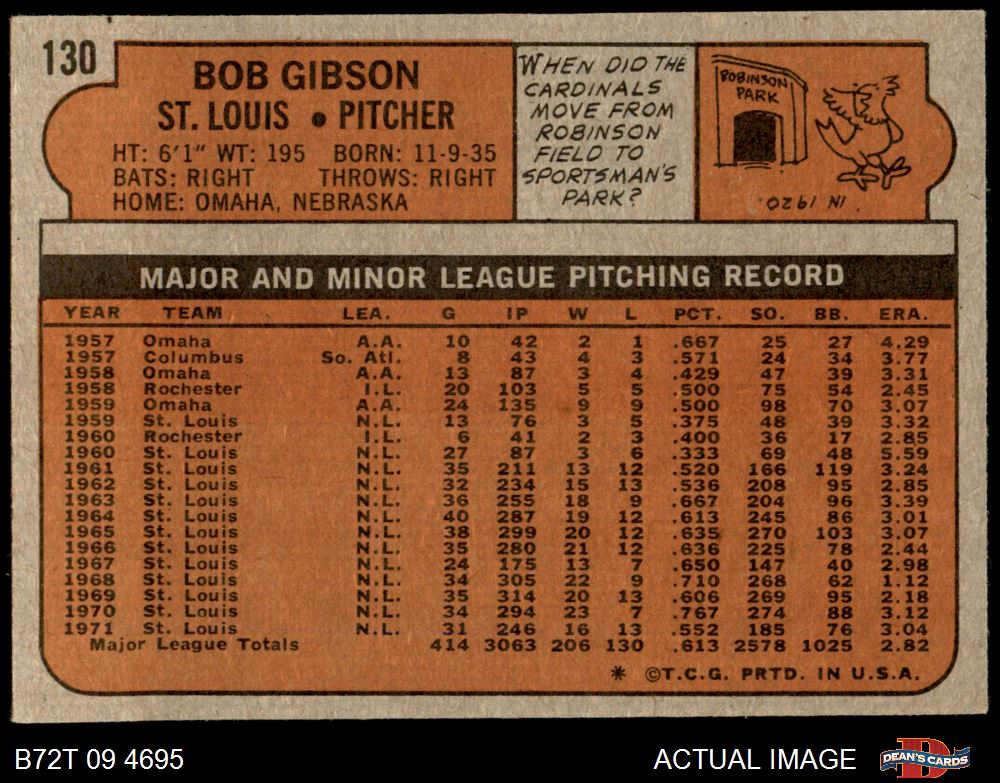 130
BOB GIBSON
ST. LOUIS • PITCHER
HT: 6'1" WT: 195 BORN: 11-9-35
BATS: RIGHT THROWS: RIGHT
HOME: OMAHA, NEBRASKA
WHEN DID THE
CARDINALS
MOVE FROM
ROBINSON
FIELD TO
SPORTSMAN'S
PARK?
ROBINSON
PARK
IN 1920.
MAJOR AND MINOR LEAGUE PITCHING RECORD
YEAR TEAM LEA. G IP W L PCT. SO. BB. ERA.
1957 Omaha A.A. 10 42 2 1 .667 25 27 4.29
1957 Columbus So. Atl. 8 43 4 3 .571 24 34 3.77
1958 Omaha A.A. 13 87 3 4 .429 47 39 3.31
1958 Rochester I.L. 20 103 5 5 .500 75 54 2.45
1959 Omaha A.A. 24 135 9 9 .500 98 70 3.07
1959 St. Louis N.L. 13 76 3 5 .375 48 39 3.32
1960 Rochester I.L. 6 41 2 3 .400 36 17 2.85
1960 St. Louis N.L. 27 87 3 6 .333 69 48 5.59
1961 St. Louis N.L. 35 211 13 12 .520 166 119 3.24
1962 St. Louis N.L. 32 234 15 13 .536 208 95 2.85
1963 St. Louis N.L. 36 255 18 9 .667 204 96 3.39
1964 St. Louis N.L. 40 287 19 12 .613 245 86 3.01
1965 St. Louis N.L. 38 299 20 12 .635 270 103 3.07
1966 St. Louis N.L. 35 280 21 12 .636 225 78 2.44
1967 St. Louis N.L. 24 175 13 7 .650 147 40 2.98
1968 St. Louis N.L. 34 305 22 9 .710 268 62 1.12
1969 St. Louis N.L. 35 314 20 13 .606 269 95 2.18
1970 St. Louis N.L. 34 294 23 7 .767 274 88 3.12
1971 St. Louis N.L. 31 246 16 13 .552 185 76 3.04
Major League Totals 414 3063 206 130 .613 2578 1025 2.82
* ©T.C.G. PRTD. IN U.S.A.
B72T 09 4695
ACTUAL IMAGE
DEAN'S CARDS